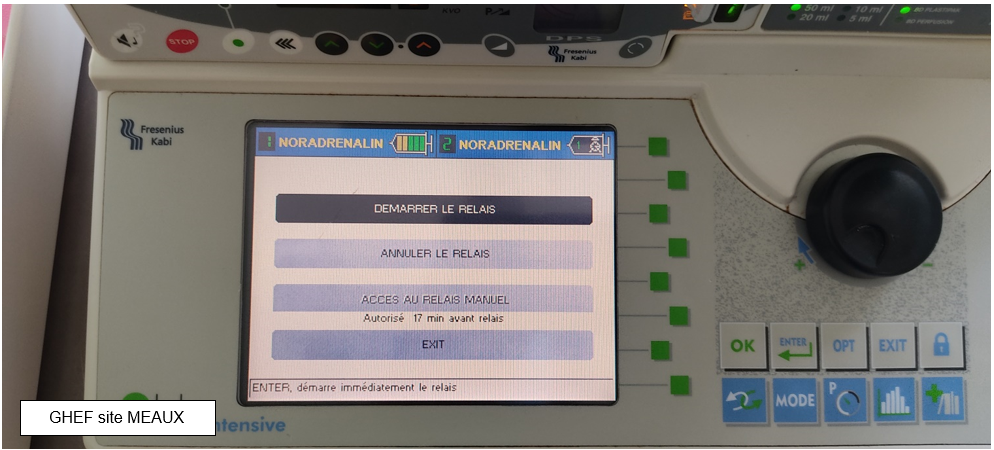 KVO
50 ml
10 ml
20 ml
5 ml
STOP
DPS
Fresenius
Kabi
Fresenius
Kabi
1 NORADRENALIN
2 NORADRENALIN
DEMARRER LE RELAIS
ANNULER LE RELAIS
ACCES AU RELAIS MANUEL
Autorisé 17 min avant relais
EXIT
ENTER, démarre immédiatement le relais
+
-
OK
ENTER
OPT
EXIT
MODE
P
GHEF site MEAUX
ntensive